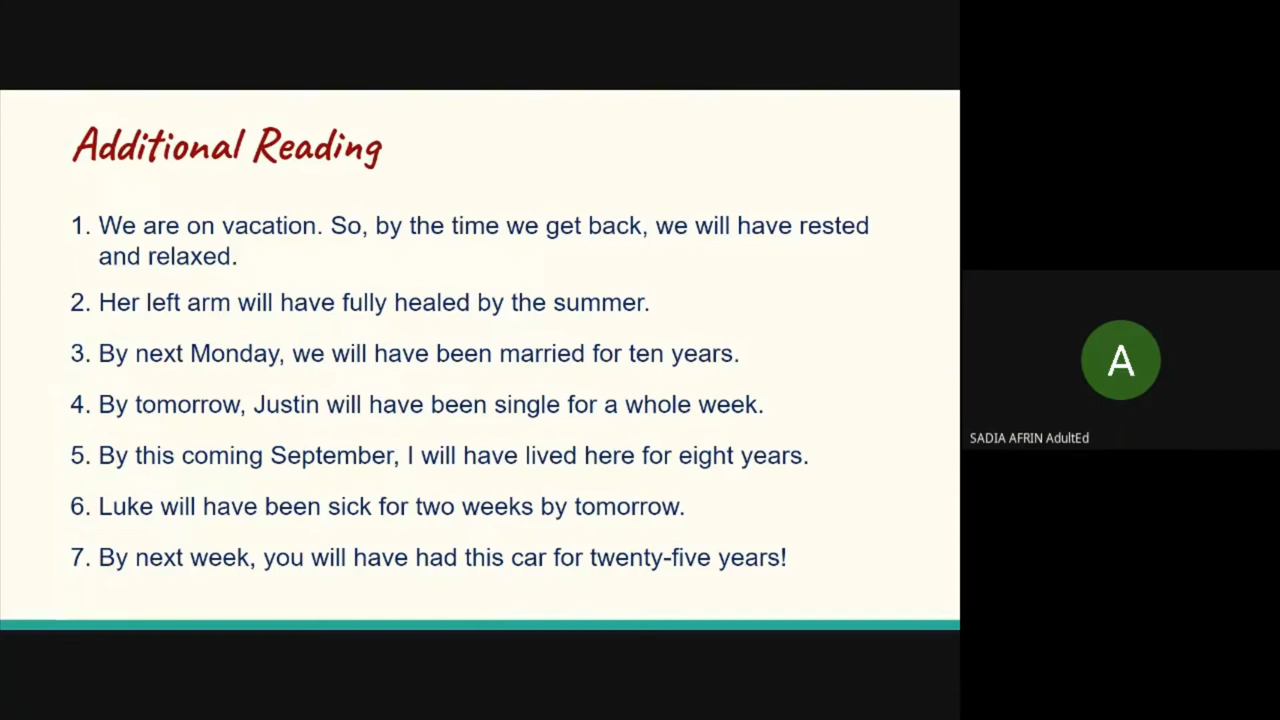 Additional Reading
1. We are on vacation. So, by the time we get back, we will have rested
and relaxed.
2. Her left arm will have fully healed by the summer.
3. By next Monday, we will have been married for ten years.
4. By tomorrow, Justin will have been single for a whole week.
5. By this coming September, I will have lived here for eight years.
6. Luke will have been sick for two weeks by tomorrow.
7. By next week, you will have had this car for twenty-five years!
A
SADIA AFRIN AdultEd